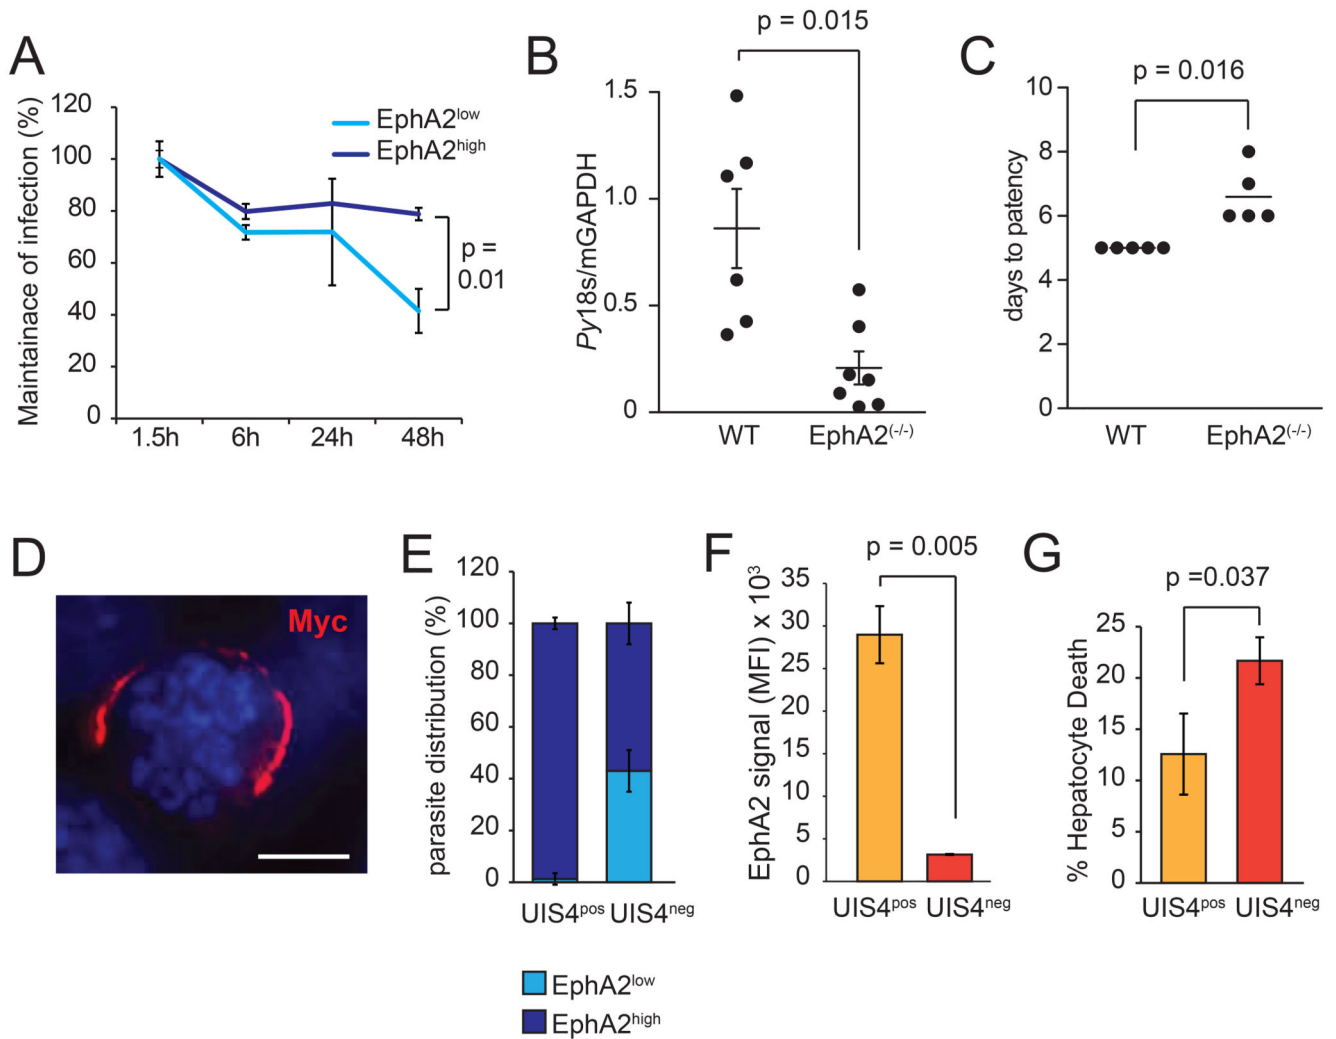 A
Maintainace of infection (%)
120
100
80
60
40
20
0
1.5h 6h 24h 48h
EphA2low
EphA2high
p =
0.01
B
p = 0.015
Py18s/mGAPDH
1.5
1.0
0.5
0
WT EphA2(-/-)
C
p = 0.016
days to patency
10
8
6
4
2
0
WT EphA2(-/-)
D
Myc
E
parasite distribution (%)
120
100
80
60
40
20
0
UIS4pos UIS4neg
EphA2low
EphA2high
F
p = 0.005
EphA2 signal (MFI) x 10³
35
30
25
20
15
10
5
0
UIS4pos UIS4neg
G
p =0.037
% Hepatocyte Death
25
20
15
10
5
0
UIS4pos UIS4neg